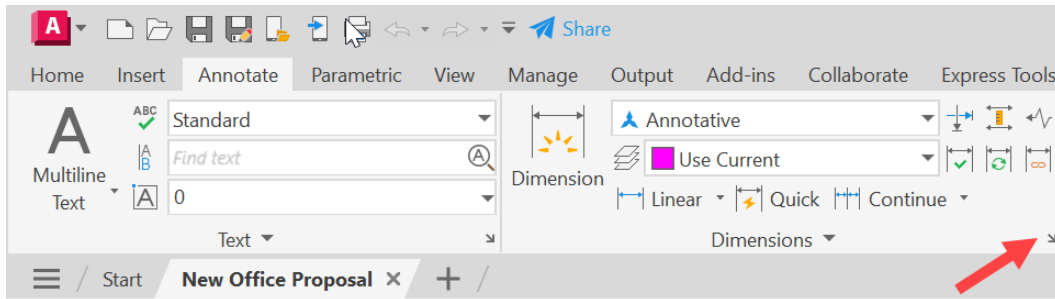 A
Share
Home Insert Annotate Parametric View Manage Output Add-ins Collaborate Express Tools
A
Multiline
Text
ABC
Standard
A
B
Find text
A
A
0
Dimension
Annotative
Use Current
Linear Quick Continue
Text
Dimensions
Start New Office Proposal